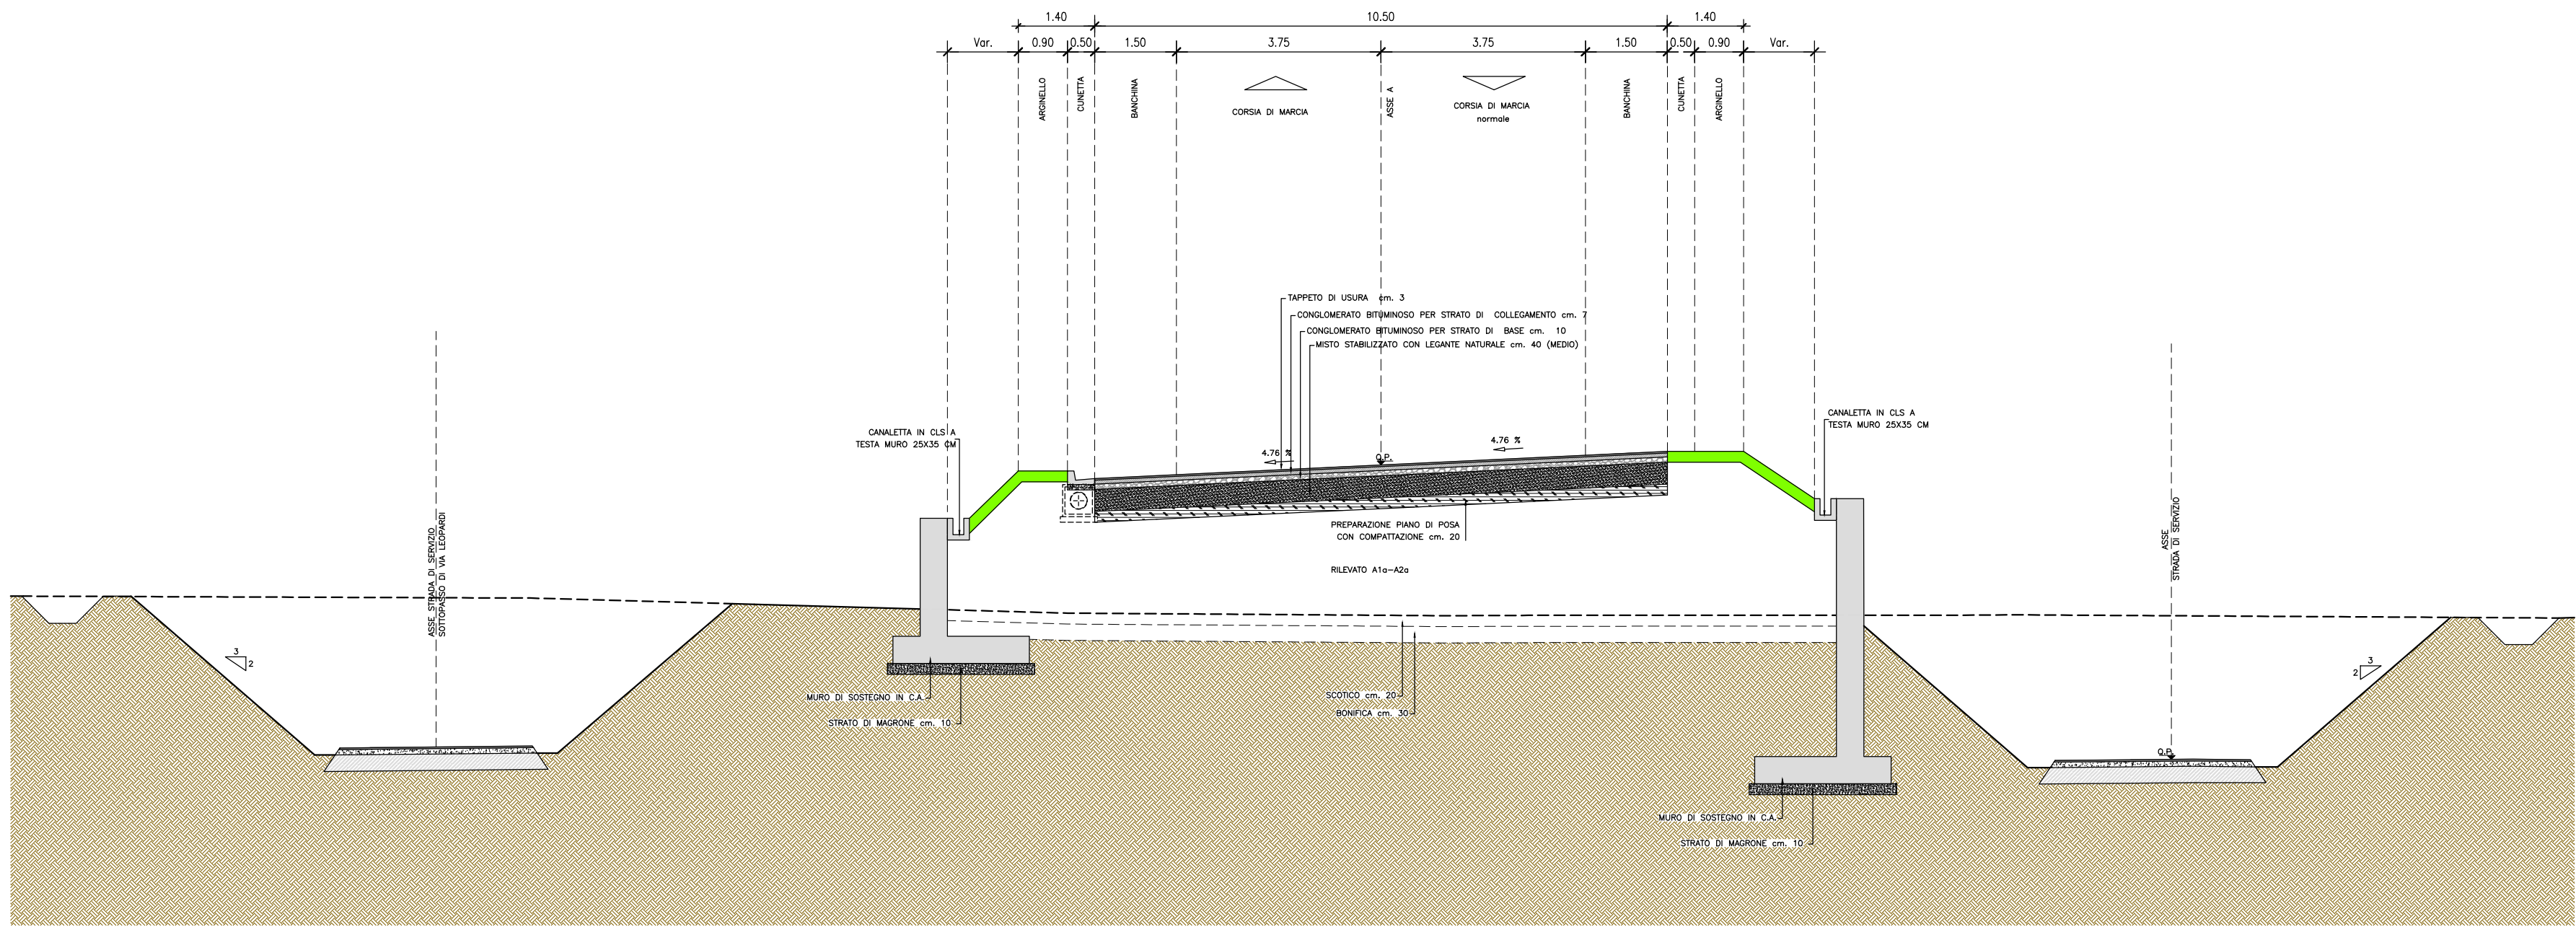 1.40
10.50
1.40
Var.
0.90
0.50
1.50
3.75
3.75
1.50
0.50
0.90
Var.
ARGINELLO
CUNETTA
BANCHINA
CORSIA DI MARCIA
ASSE A
CORSIA DI MARCIA
normale
BANCHINA
CUNETTA
ARGINELLO
TAPPETO DI USURA cm. 3
CONGLOMERATO BITUMINOSO PER STRATO DI COLLEGAMENTO cm. 7
CONGLOMERATO BITUMINOSO PER STRATO DI BASE cm. 10
MISTO STABILIZZATO CON LEGANTE NATURALE cm. 40 (MEDIO)
CANALETTA IN CLS A
TESTA MURO 25X35 CM
CANALETTA IN CLS A
TESTA MURO 25X35 CM
4.76 %
Q.P.
4.76 %
PREPARAZIONE PIANO DI POSA
CON COMPATTAZIONE cm. 20
RILEVATO A1a-A2a
ASSE STRADA DI SERVIZIO
SOTTOPASSO DI VIA LEOPARDI
ASSE
STRADA DI SERVIZIO
3
2
3
2
MURO DI SOSTEGNO IN C.A.
STRATO DI MAGRONE cm. 10
SCOTICO cm. 20
BONIFICA cm. 30
Q.P.
MURO DI SOSTEGNO IN C.A.
STRATO DI MAGRONE cm. 10